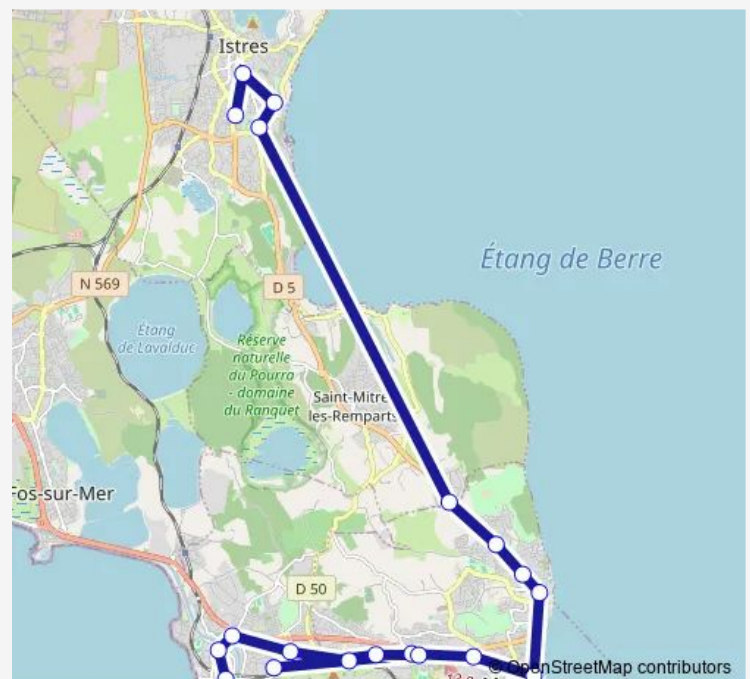 Istres
Étang de Berre
N 569
D 5
Étang
de Lavalduc
Réserve
naturelle
du Pourra
- domaine
du Ranquet
Saint-Mitre
les-Remparts
Fos-sur-Mer
D 50
© OpenStreetMap contributors